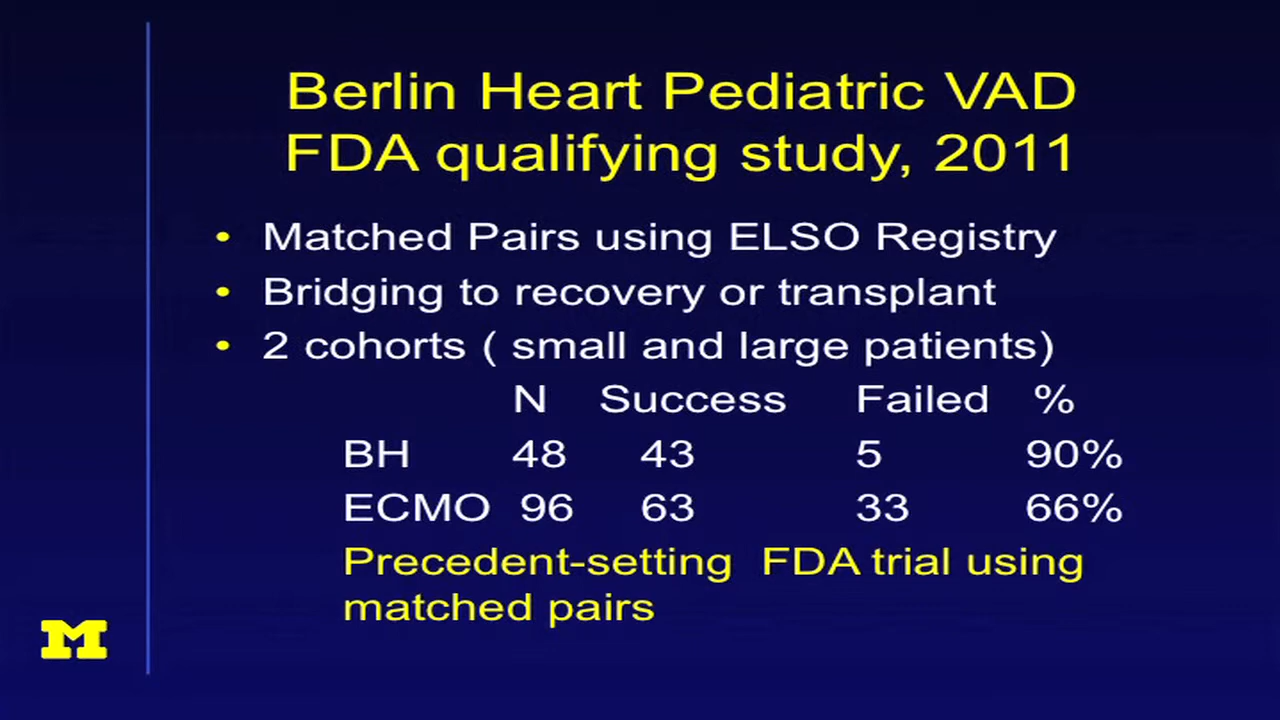 Berlin Heart Pediatric VAD
FDA qualifying study, 2011
• Matched Pairs using ELSO Registry
• Bridging to recovery or transplant
• 2 cohorts ( small and large patients)
N Success Failed %
BH 48 43 5 90%
ECMO 96 63 33 66%
Precedent-setting FDA trial using
matched pairs
M